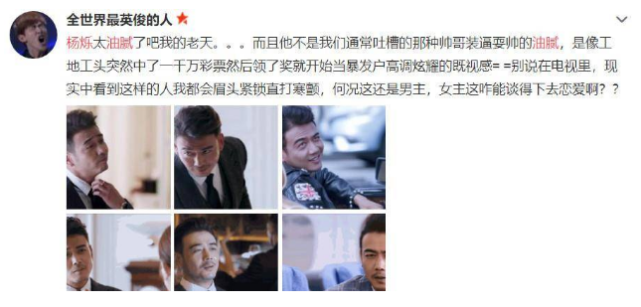 全世界最英俊的人
杨烁太油腻了吧我的老天。。。而且他不是我们通常吐槽的那种帅哥装逼耍帅的油腻，是像工
地工头突然中了一千万彩票然后领了奖就开始当暴发户高调炫耀的既视感= =别说在电视里，现
实中看到这样的人我都会眉头紧锁直打寒颤，何况这还是男主，女主这咋能谈得下去恋爱啊？？